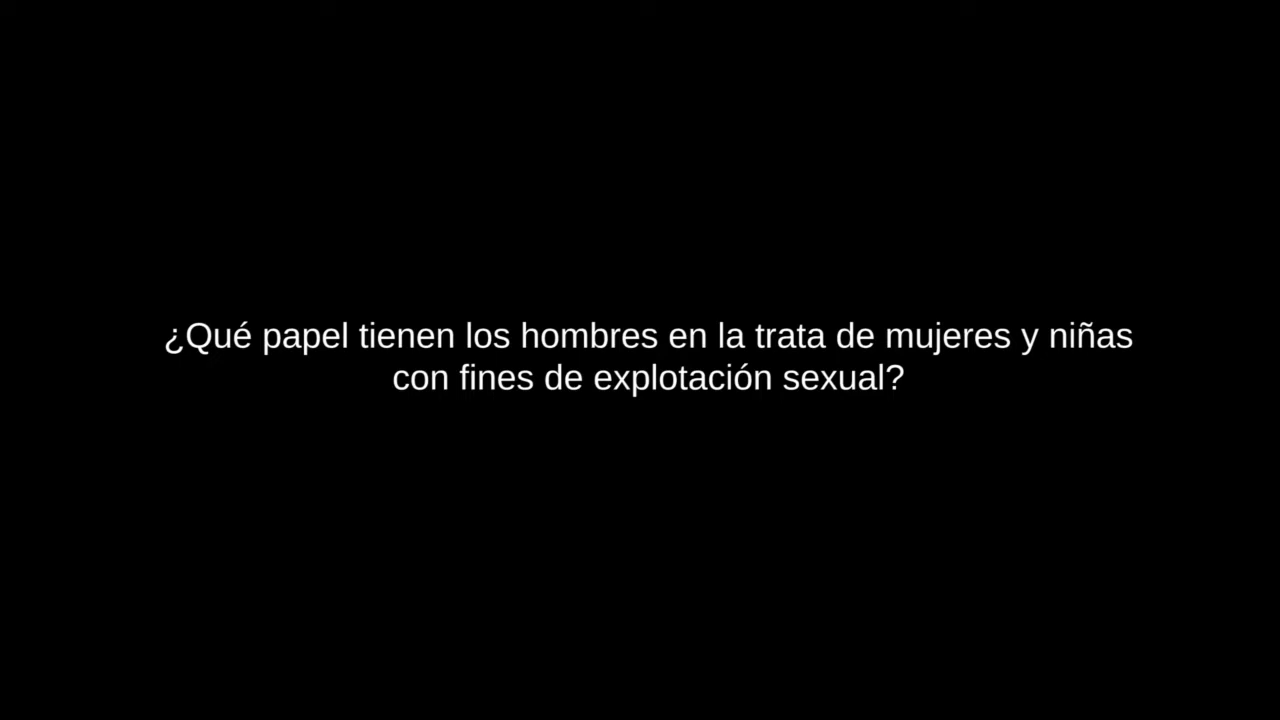 ¿Qué papel tienen los hombres en la trata de mujeres y niñas
con fines de explotación sexual?